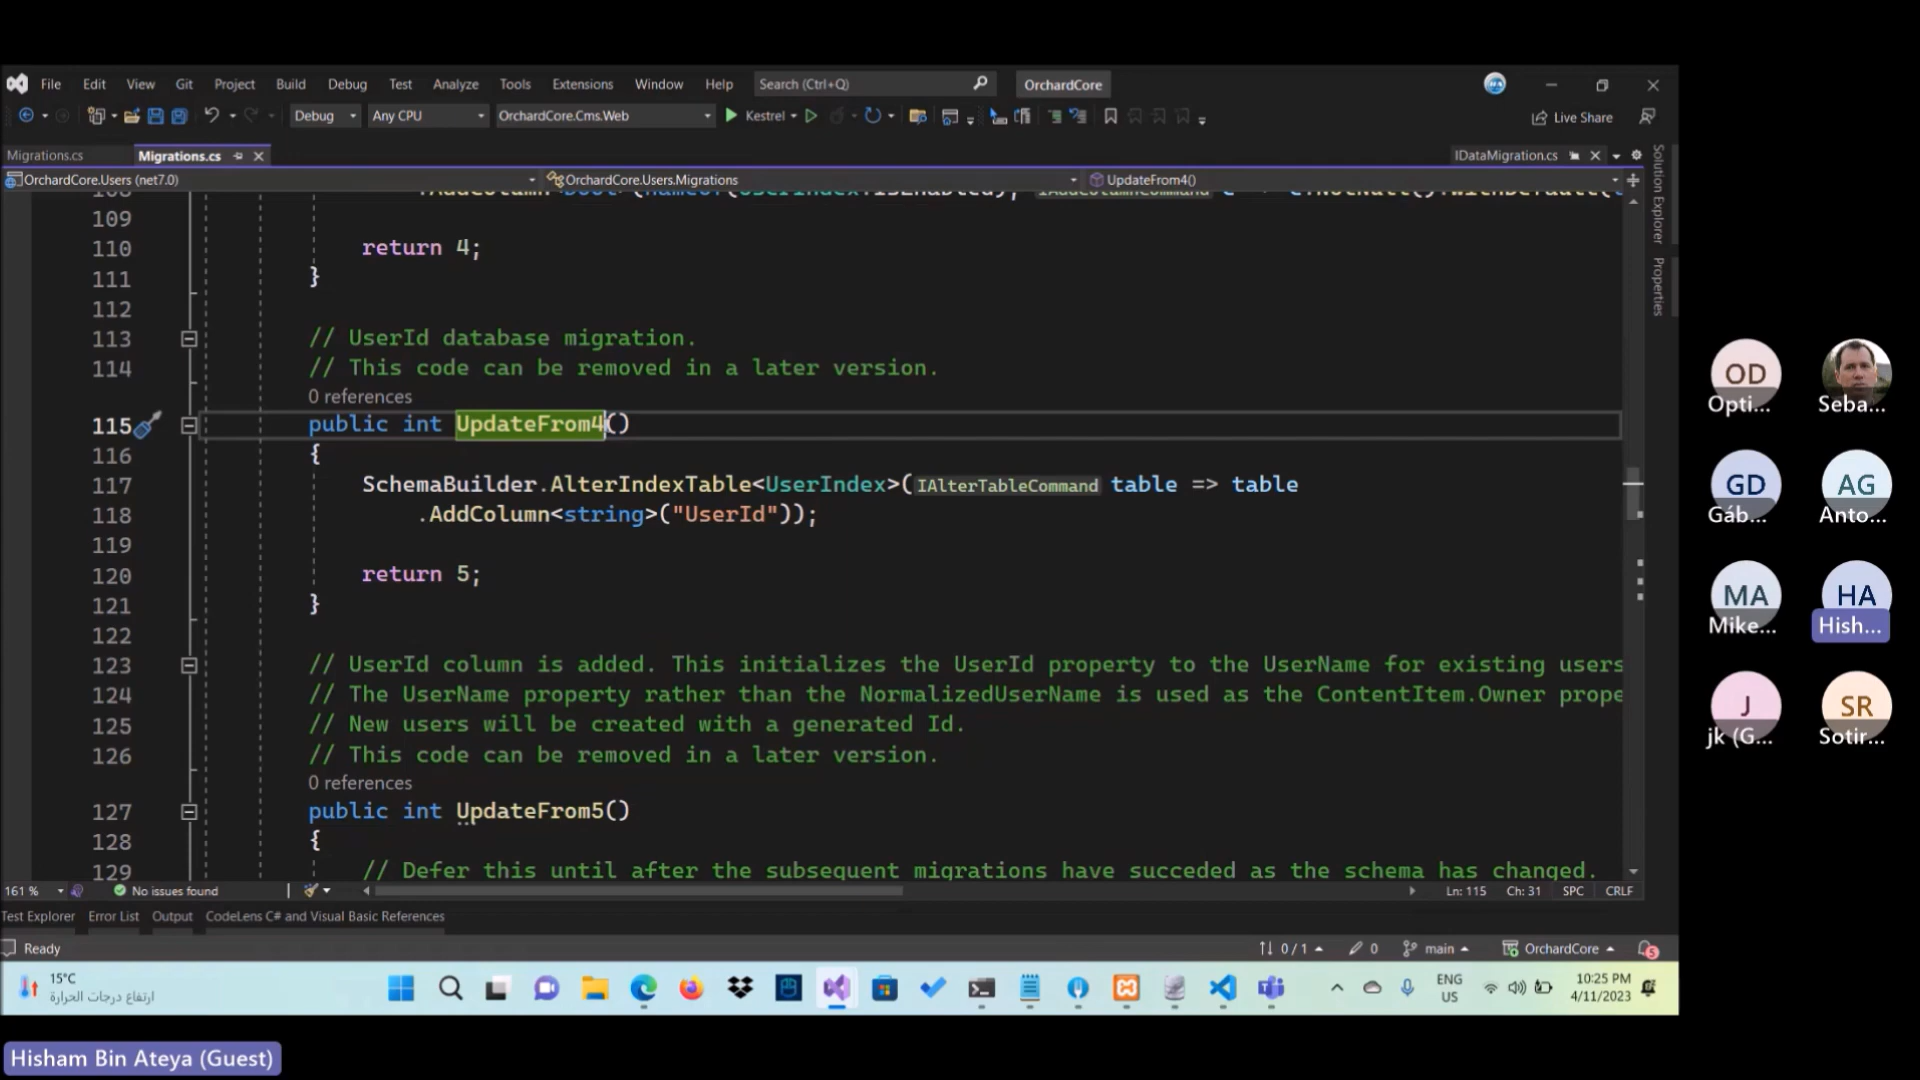 File Edit View Git Project Build Debug Test Analyze Tools Extensions Window Help Search (Ctrl+Q) OrchardCore
Debug Any CPU OrchardCore.Cms.Web Kestrel Live Share
Migrations.cs Migrations.cs IDataMigration.cs
OrchardCore.Users (net7.0) OrchardCore.Users.Migrations UpdateFrom4()
Solution Explorer
Properties
109
110 return 4;
111 }
112
113 // UserId database migration.
114 // This code can be removed in a later version.
0 references
115 public int UpdateFrom4()
116 {
117 SchemaBuilder.AlterIndexTable<UserIndex>(IAlterTableCommand table => table
118 .AddColumn<string>("UserId"));
119
120 return 5;
121 }
122
123 // UserId column is added. This initializes the UserId property to the UserName for existing users
124 // The UserName property rather than the NormalizedUserName is used as the ContentItem.Owner prope
125 // New users will be created with a generated Id.
126 // This code can be removed in a later version.
0 references
127 public int UpdateFrom5()
128 {
129 // Defer this until after the subsequent migrations have succeded as the schema has changed.
161 % No issues found Ln: 115 Ch: 31 SPC CRLF
Test Explorer Error List Output CodeLens C# and Visual Basic References
Ready 0 / 1 0 main OrchardCore 5
15°C
ارتفاع درجات الحرارة
ENG
US
10:25 PM
4/11/2023
OD
Opti...
Seba...
GD
Gáb...
AG
Anto...
MA
Mike...
HA
Hish...
J
jk (G...
SR
Sotir...
Hisham Bin Ateya (Guest)